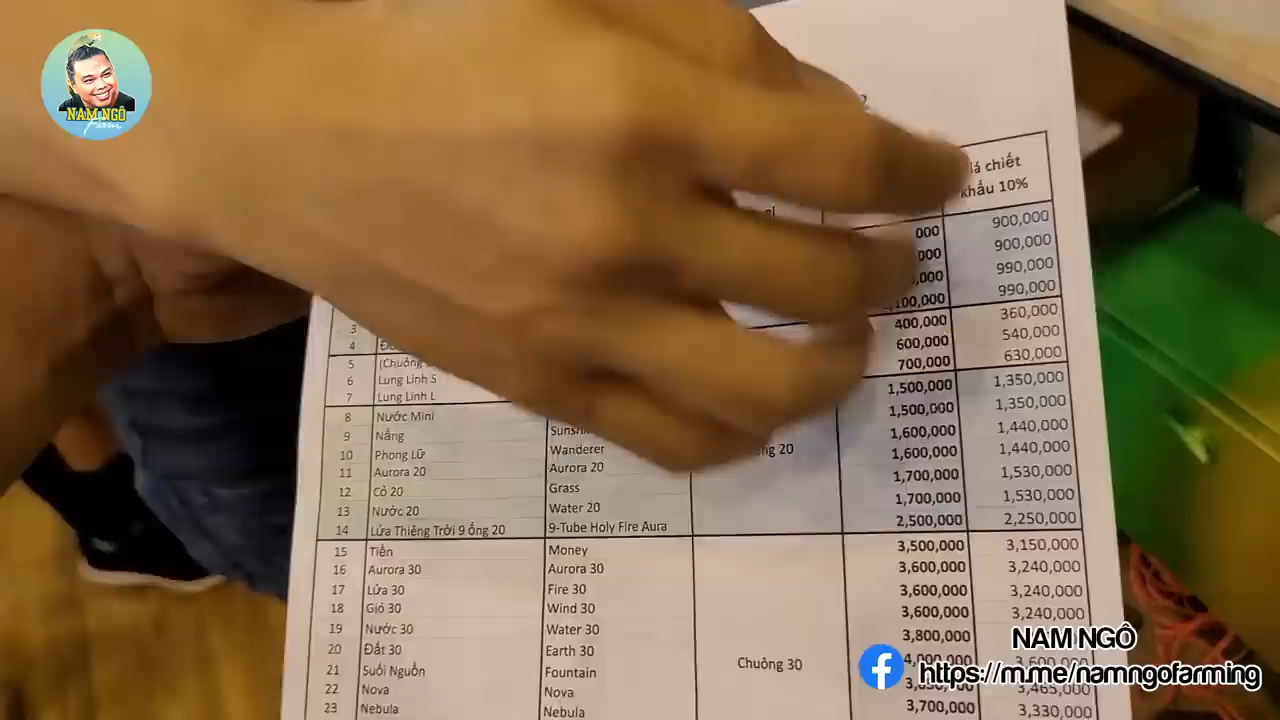 NAM NGÔ
Farm
á chiết
khẩu 10%
000 900,000
000 900,000
,000 990,000
100,000 990,000
3 400,000 360,000
4 600,000 540,000
5 (Chuông 700,000 630,000
6 Lung Linh S 1,500,000 1,350,000
7 Lung Linh L 1,500,000 1,350,000
8 Nước Mini 1,600,000 1,440,000
9 Nắng 1,600,000 1,440,000
10 Phong Lữ Wanderer ng 20 1,700,000 1,530,000
11 Aurora 20 Aurora 20 1,700,000 1,530,000
12 Cỏ 20 Grass
13 Nước 20 Water 20
14 Lửa Thiêng Trời 9 ống 20 9-Tube Holy Fire Aura 2,500,000 2,250,000
15 Tiền Money 3,500,000 3,150,000
16 Aurora 30 Aurora 30 3,600,000 3,240,000
17 Lửa 30 Fire 30 3,600,000 3,240,000
18 Gió 30 Wind 30 3,600,000 3,240,000
19 Nước 30 Water 30 3,800,000
20 Đất 30 Earth 30 4,000,000 3,600,000
21 Suối Nguồn Fountain Chuông 30 3,465,000
22 Nova Nova 3,700,000 3,330,000
23 Nebula Nebula
NAM NGÔ
https://m.me/namngofarming